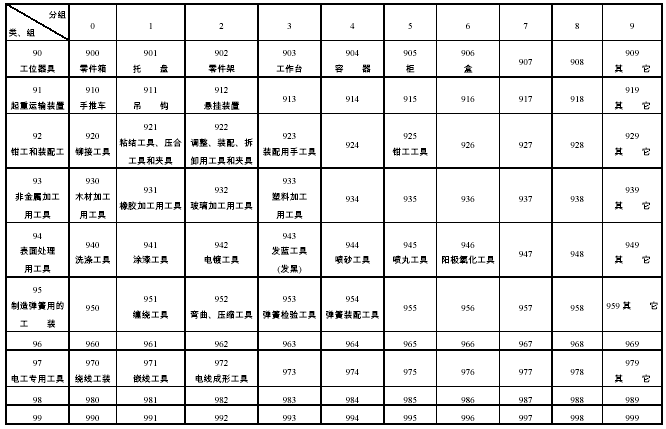 分组
类、组
0 1 2 3 4 5 6 7 8 9
90 900 901 902 903 904 905 906 907 908 909
工位器具 零件箱 托 盘 零件架 工作台 容 器 柜 盒 其 它
91 910 911 912 913 914 915 916 917 918 919
起重运输装置 手推车 吊 钩 悬挂装置 其 它
92 920 921 922 923 924 925 926 927 928 929
钳工和装配工 铆接工具 粘结工具、压合 调整、装配、拆 装配用手工具 钳工工具 其 它
工具和夹具 卸用工具和夹具
93 930 931 932 933 934 935 936 937 938 939
非金属加工 木材加工 橡胶加工用工具 玻璃加工用工具 塑料加工 其 它
用工具 用工具 用工具
94 940 941 942 943 944 945 946 947 948 949
表面处理 洗涤工具 涂漆工具 电镀工具 发蓝工具 喷砂工具 喷丸工具 阳极氧化工具 其 它
用工具 (发黑)
95 950 951 952 953 954 955 956 957 958 959其 它
制造弹簧用的 缠绕工具 弯曲、压缩工具 弹簧检验工具 弹簧装配工具
工 装
96 960 961 962 963 964 965 966 967 968 969
97 970 971 972 973 974 975 976 977 978 979
电工专用工具 绕线工装 嵌线工具 电线成形工具 其 它
98 980 981 982 983 984 985 986 987 988 989
99 990 991 992 993 994 995 996 997 998 999